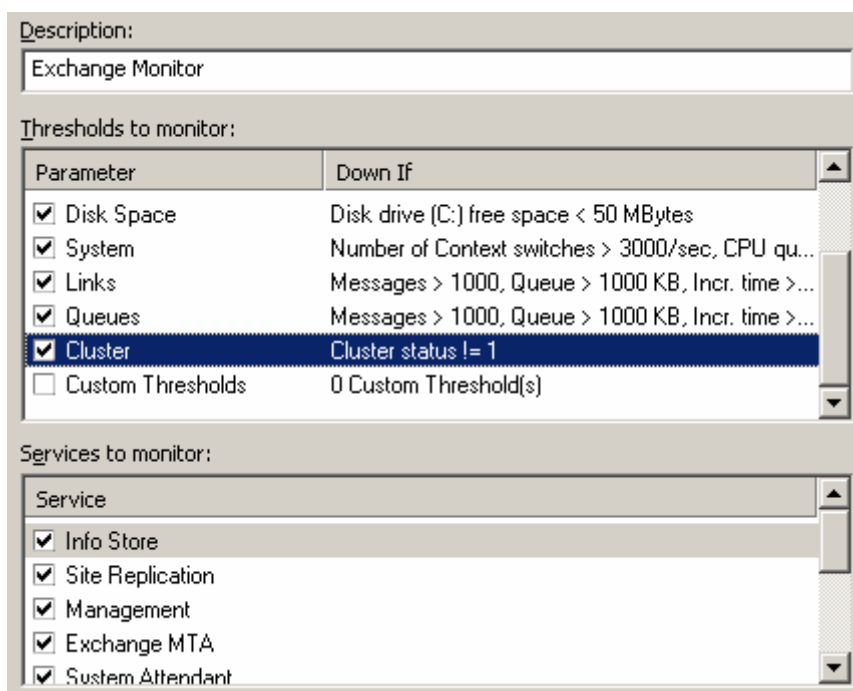 Description:
Exchange Monitor
Thresholds to monitor:
Parameter Down If
Disk Space Disk drive (C:) free space < 50 MBytes
System Number of Context switches > 3000/sec, CPU qu...
Links Messages > 1000, Queue > 1000 KB, Incr. time >...
Queues Messages > 1000, Queue > 1000 KB, Incr. time >...
Cluster Cluster status != 1
Custom Thresholds 0 Custom Threshold(s)
Services to monitor:
Service
Info Store
Site Replication
Management
Exchange MTA
System Attendant